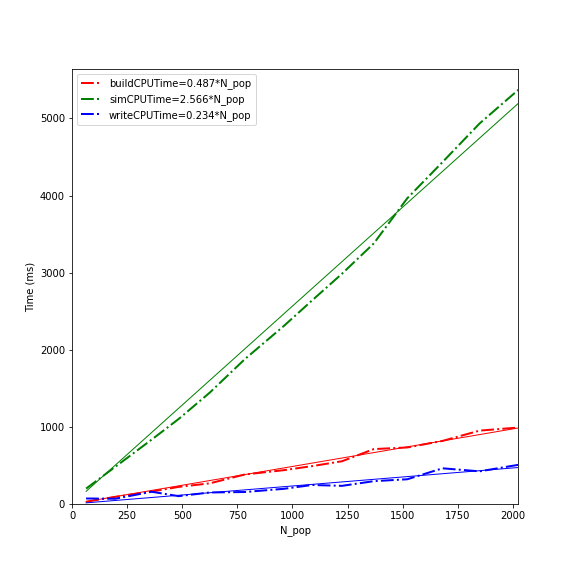 buildCPUTime=0.487*N_pop
simCPUTime=2.566*N_pop
writeCPUTime=0.234*N_pop
5000
4000
3000
2000
1000
0
Time (ms)
0 250 500 750 1000 1250 1500 1750 2000
N_pop